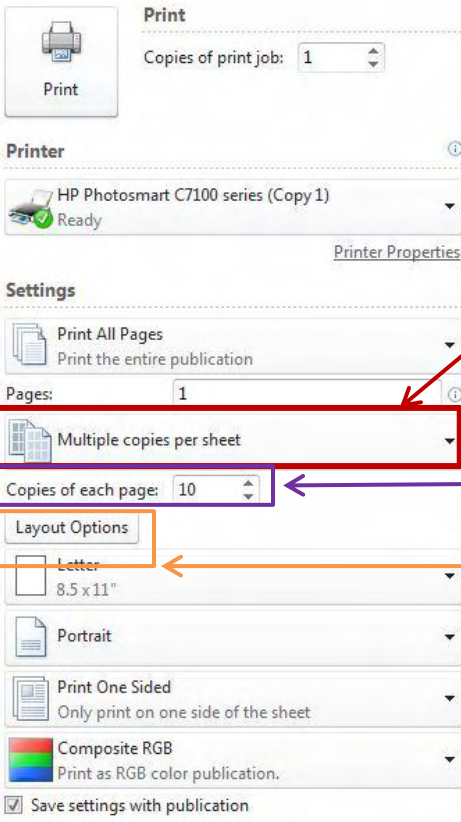 Print
Copies of print job: 1
Print
Printer
HP Photosmart C7100 series (Copy 1)
Ready
Printer Properties
Settings
Print All Pages
Print the entire publication
Pages: 1
Multiple copies per sheet
Copies of each page: 10
Layout Options
Letter
8.5 x 11"
Portrait
Print One Sided
Only print on one side of the sheet
Composite RGB
Print as RGB color publication.
Save settings with publication